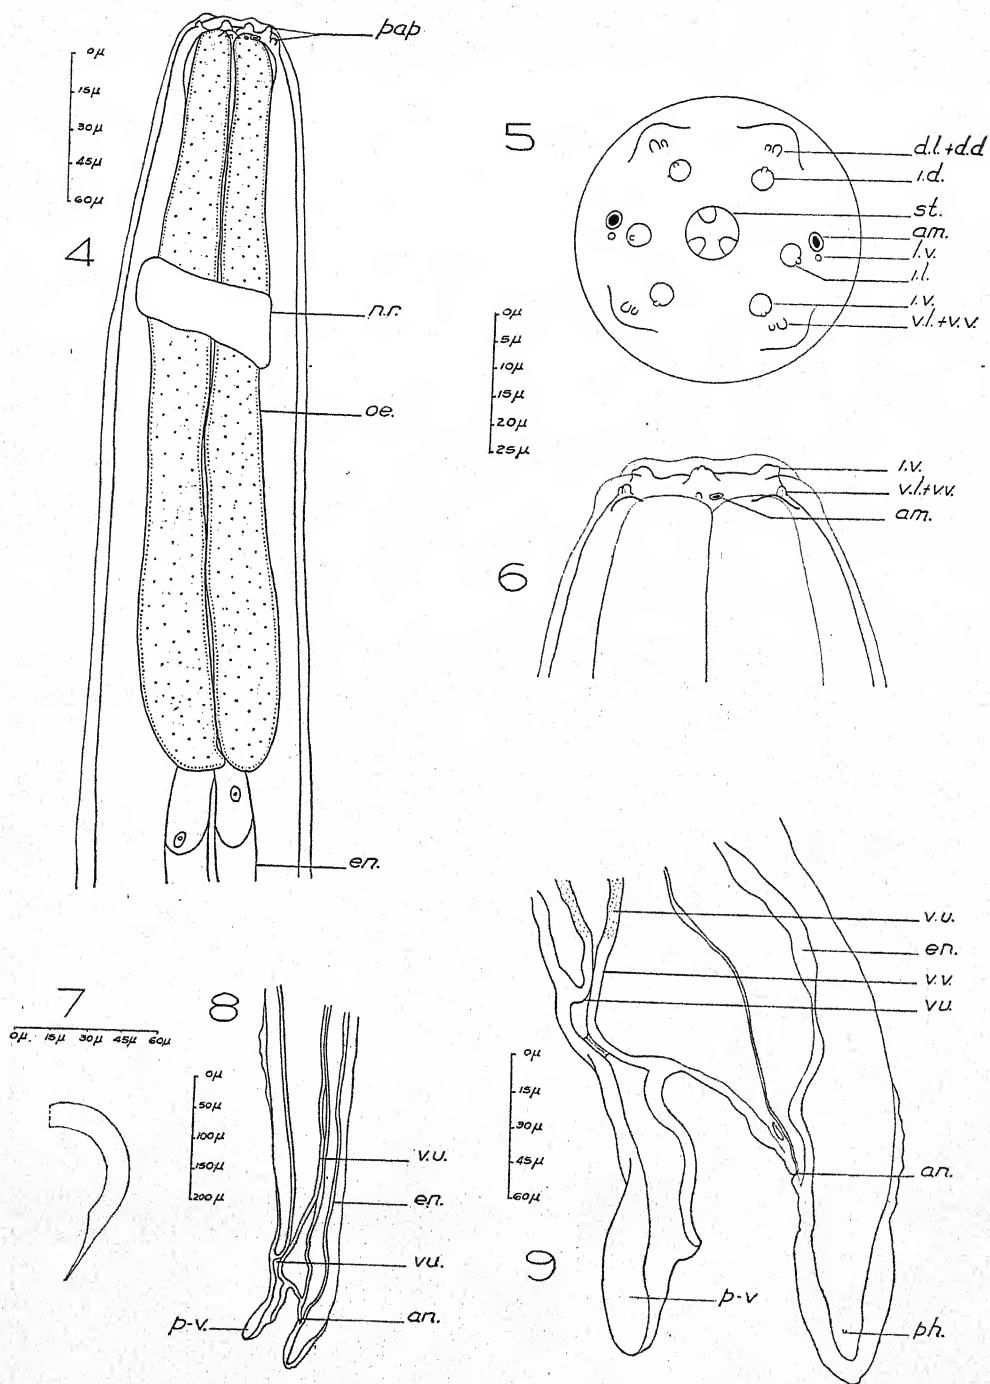 pap
0μ
15μ
30μ
45μ
60μ
4
n.r.
oe.
en.
5
d.l.+d.d
i.d.
st.
am.
l.v.
i.l.
i.v.
v.l.+v.v.
0μ
5μ
10μ
15μ
20μ
25μ
i.v.
v.l.+v.v.
am.
6
7
0μ 15μ 30μ 45μ 60μ
8
0μ
50μ
100μ
150μ
200μ
v.u.
en.
vu.
p-v.
an.
v.u.
en.
v.v.
vu.
0μ
15μ
30μ
45μ
60μ
an.
9
p-v
ph.